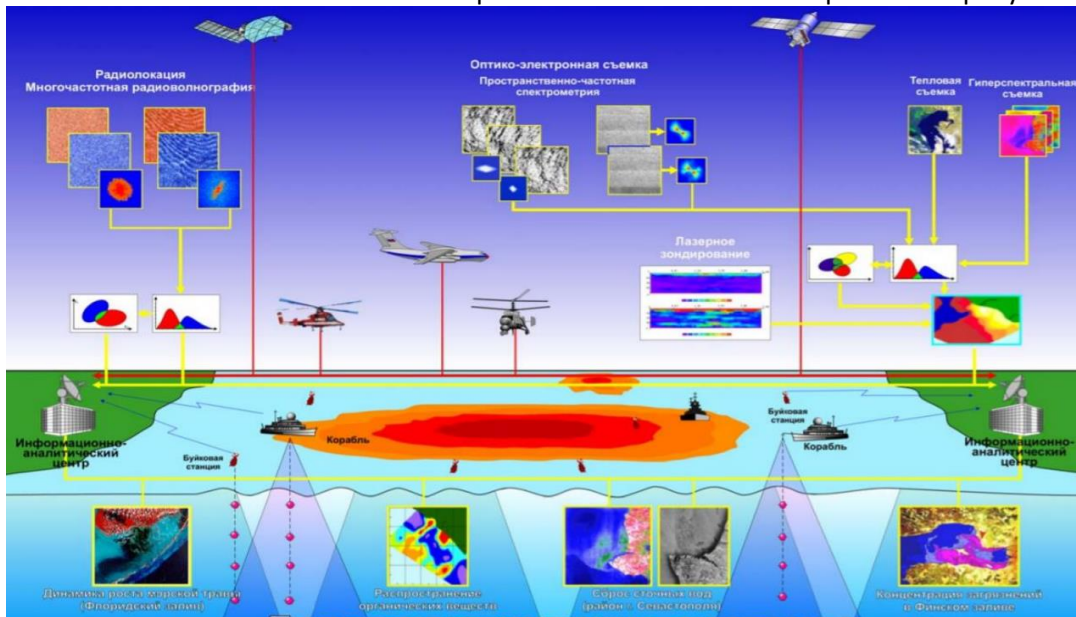 Радиолокация
Многочастотная радиоволнография
Оптико-электронная съемка
Пространственно-частотная
спектрометрия
Тепловая
съемка
Гиперспектральная
съемка
Лазерное
зондирование
Информационно-
аналитический
центр
Буйковая
станция
Корабль
Буйковая
станция
Корабль
Информационно-
аналитический
центр
Динамика роста морской травы
(Флоридский залив)
Распространение
органических веществ
Сброс сточных вод
(район г. Севастополя)
Концентрация загрязнений
в Финском заливе